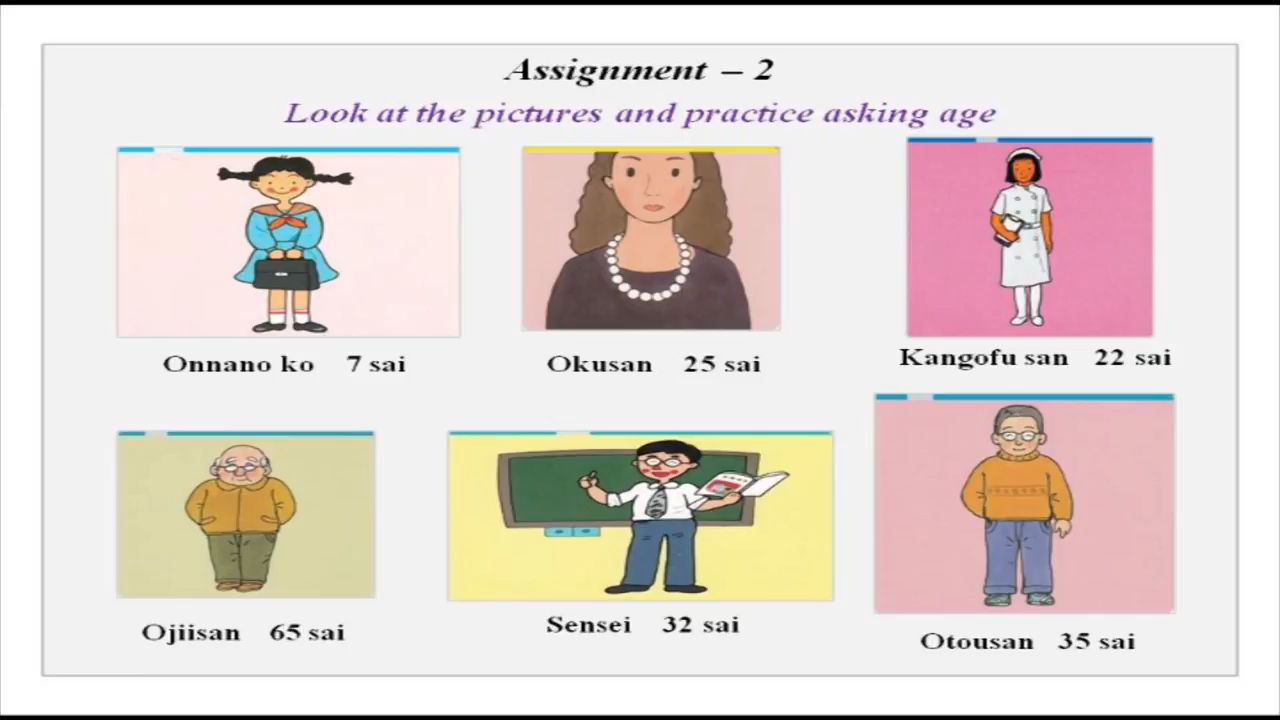 Assignment – 2
Look at the pictures and practice asking age
Onnano ko 7 sai
Okusan 25 sai
Kangofu san 22 sai
Ojiisan 65 sai
Sensei 32 sai
Otousan 35 sai